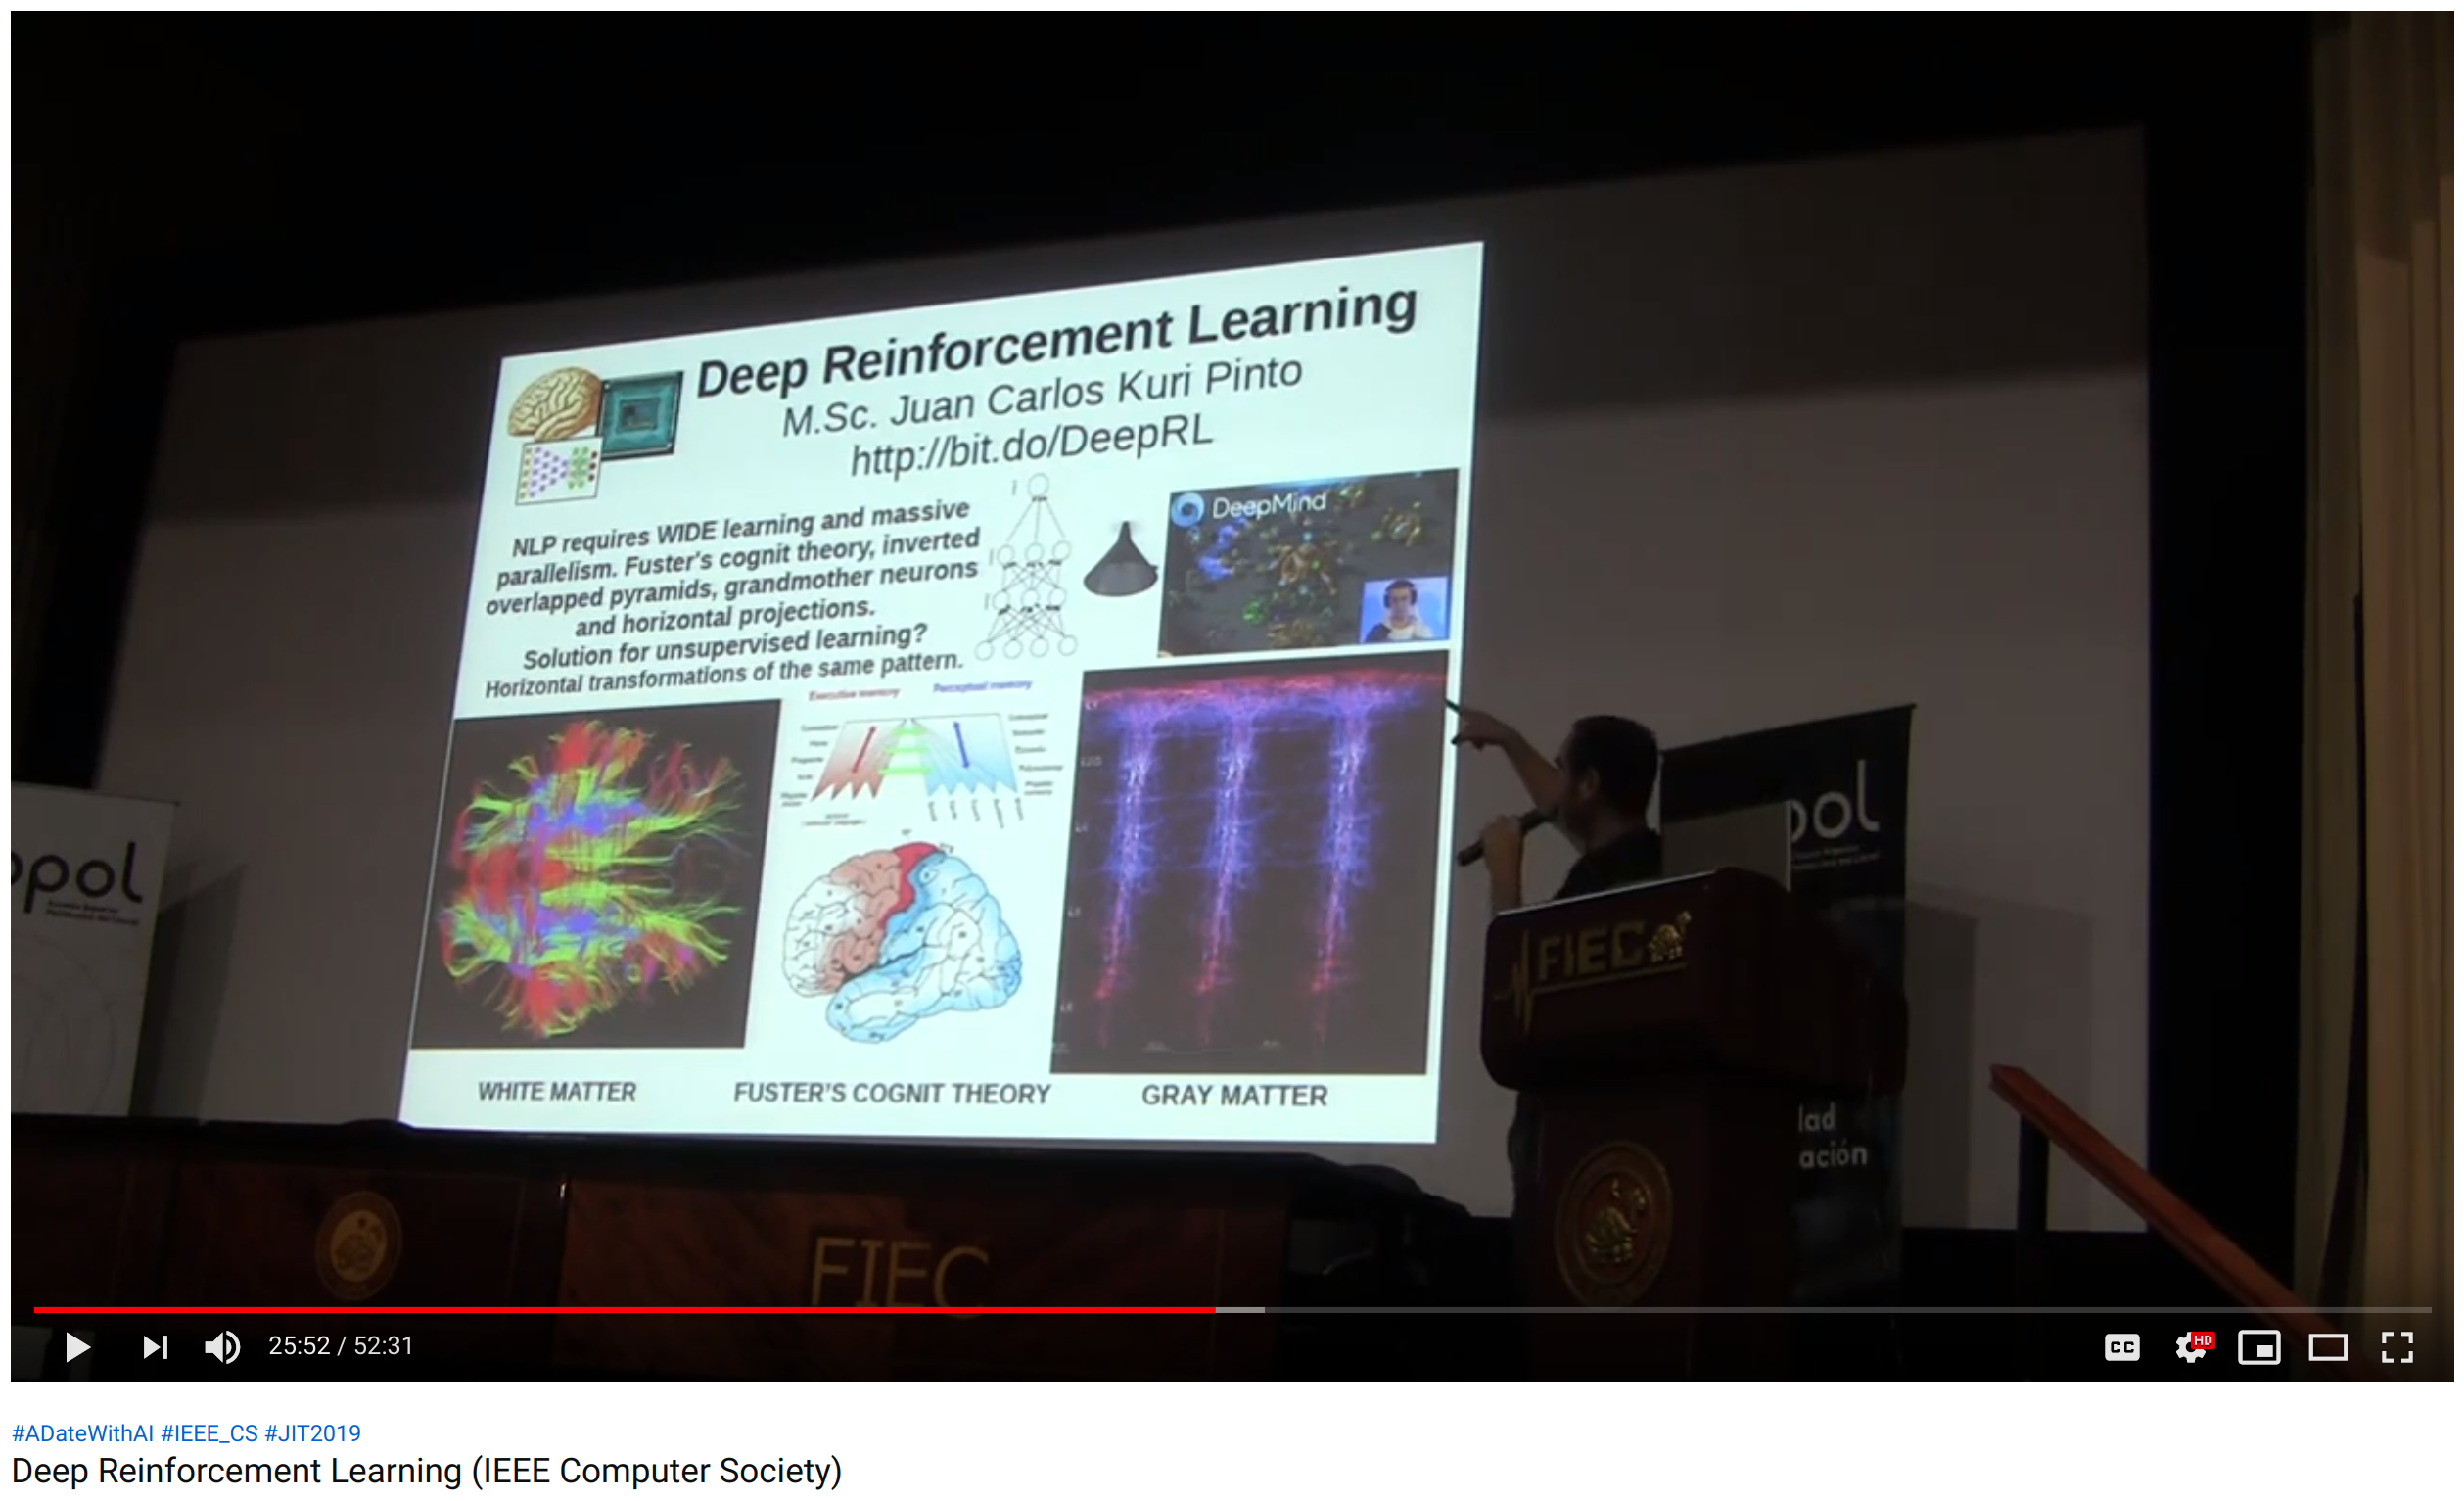 Deep Reinforcement Learning
M.Sc. Juan Carlos Kuri Pinto
http://bit.do/DeepRL
NLP requires WIDE learning and massive
parallelism. Fuster's cognit theory, inverted
overlapped pyramids, grandmother neurons
and horizontal projections.
Solution for unsupervised learning?
Horizontal transformations of the same pattern.
DeepMind
Executive memory
Perceptual memory
WHITE MATTER
FUSTER'S COGNIT THEORY
GRAY MATTER
pol
pol
FIEC
lad
ación
FIEC
25:52 / 52:31
CC
HD
#ADateWithAI #IEEE_CS #JIT2019
Deep Reinforcement Learning (IEEE Computer Society)